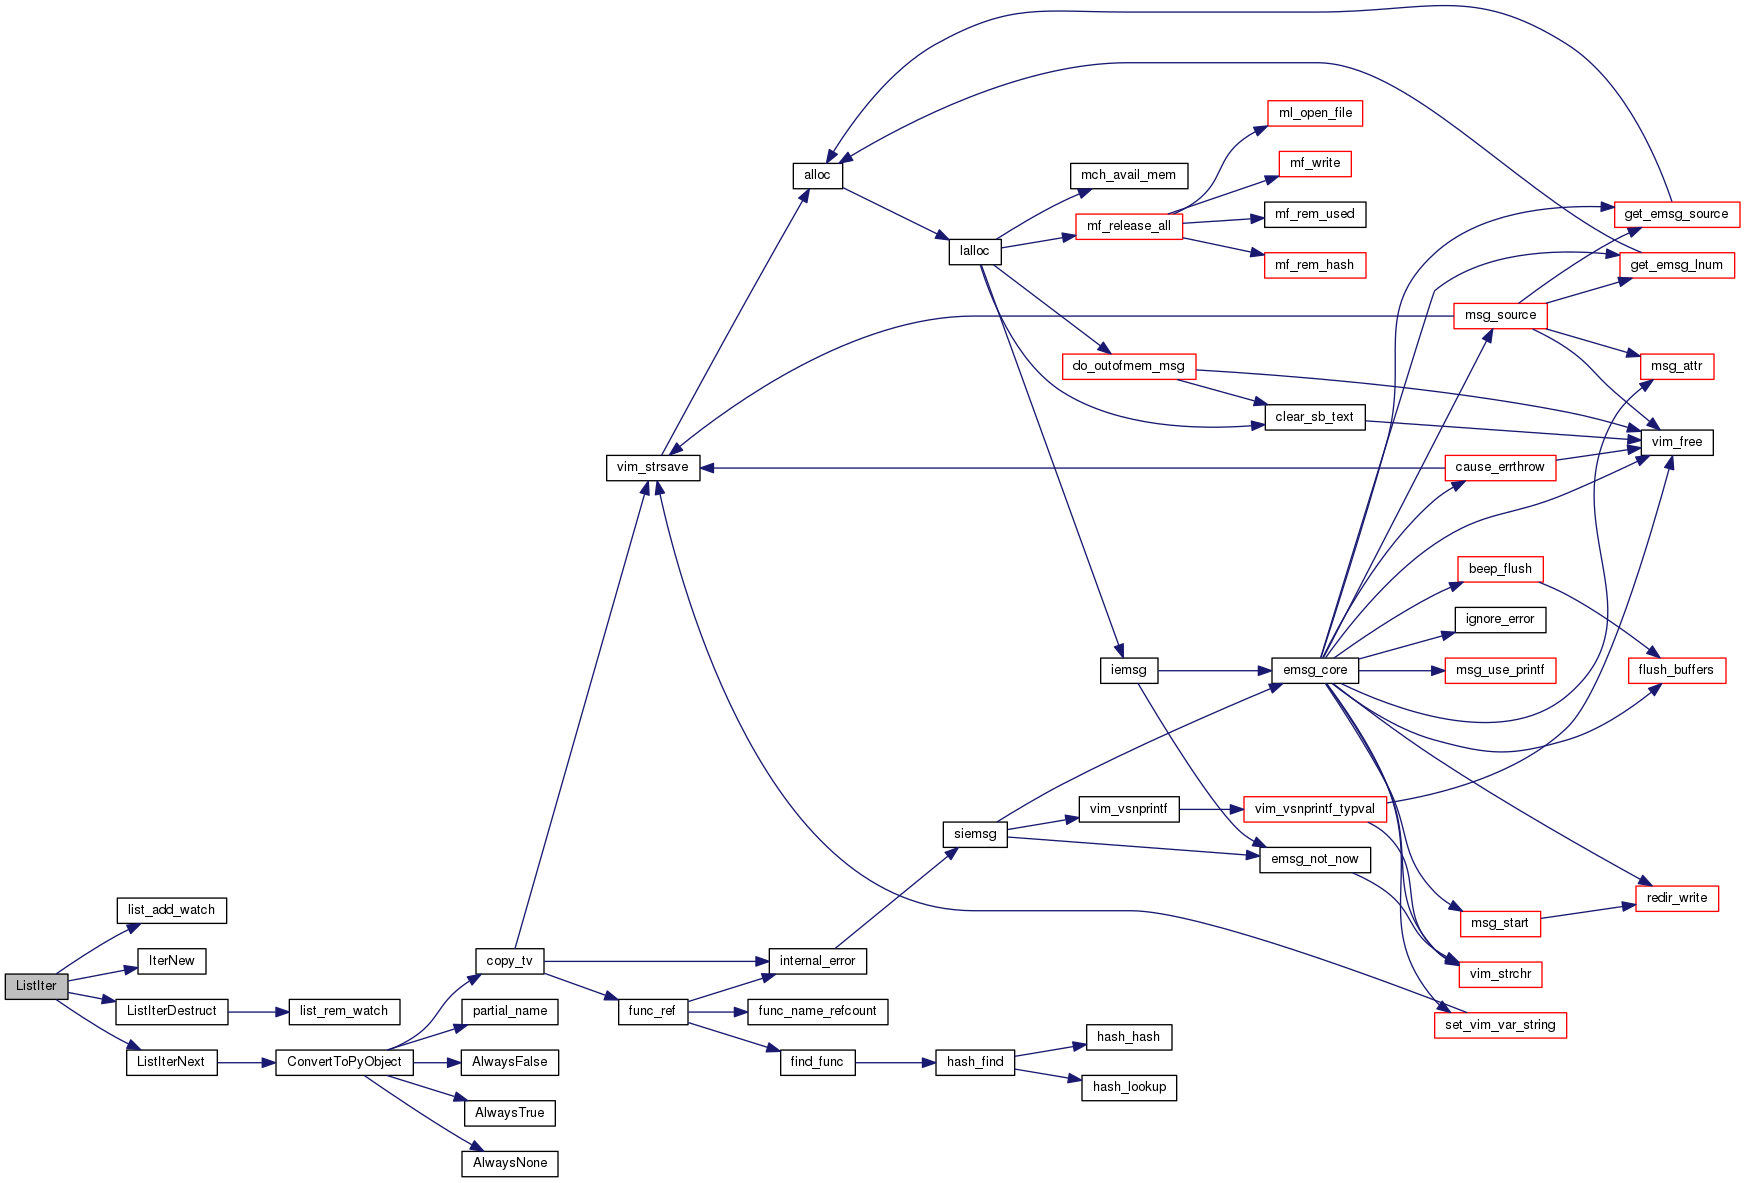 ml_open_file
mf_write
alloc
mch_avail_mem
mf_rem_used
get_emsg_source
mf_release_all
lalloc
mf_rem_hash
get_emsg_lnum
msg_source
do_outofmem_msg
msg_attr
clear_sb_text
vim_free
vim_strsave
cause_errthrow
beep_flush
ignore_error
iemsg
emsg_core
msg_use_printf
flush_buffers
vim_vsnprintf
vim_vsnprintf_typval
siemsg
emsg_not_now
redir_write
list_add_watch
msg_start
IterNew
copy_tv
internal_error
vim_strchr
ListIter
ListIterDestruct
list_rem_watch
partial_name
func_ref
func_name_refcount
set_vim_var_string
hash_hash
ListIterNext
ConvertToPyObject
AlwaysFalse
find_func
hash_find
hash_lookup
AlwaysTrue
AlwaysNone